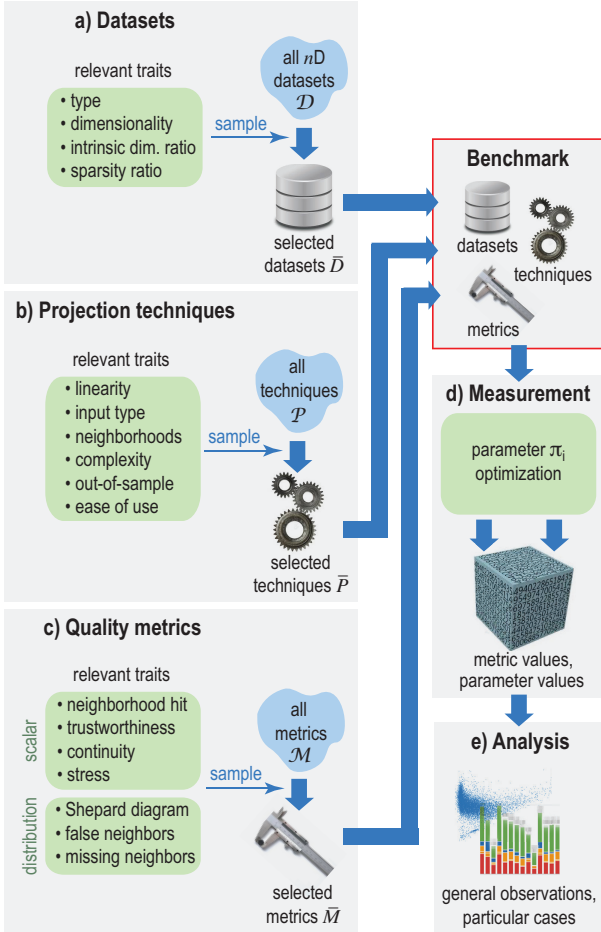 a) Datasets
relevant traits
• type
• dimensionality
• intrinsic dim. ratio
• sparsity ratio
sample
all nD
datasets
𝒟
selected
datasets D̄
b) Projection techniques
relevant traits
• linearity
• input type
• neighborhoods
• complexity
• out-of-sample
• ease of use
sample
all
techniques
𝒫
selected
techniques P̄
c) Quality metrics
relevant traits
scalar
• neighborhood hit
• trustworthiness
• continuity
• stress
distribution
• Shepard diagram
• false neighbors
• missing neighbors
sample
all
metrics
ℳ
selected
metrics M̄
Benchmark
datasets
techniques
metrics
d) Measurement
parameter πᵢ
optimization
metric values,
parameter values
e) Analysis
general observations,
particular cases